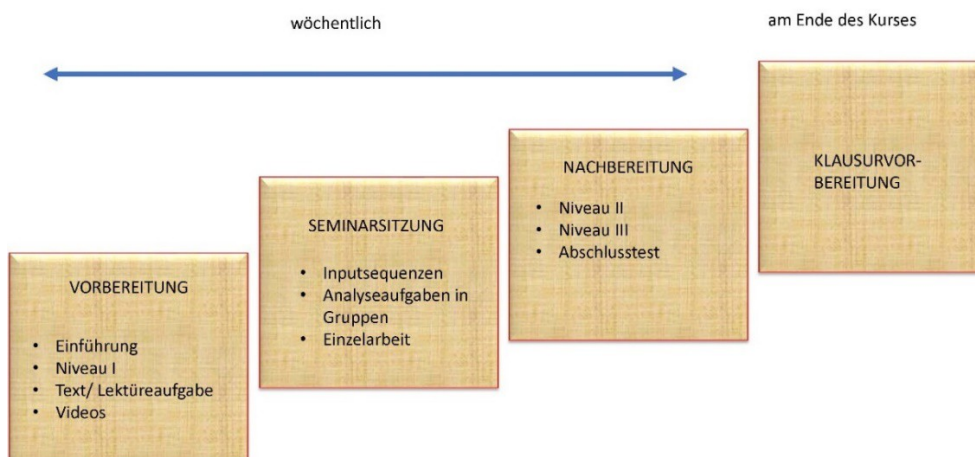 wöchentlich
am Ende des Kurses
VORBEREITUNG
• Einführung
• Niveau I
• Text/ Lektüreaufgabe
• Videos
SEMINARSITZUNG
• Inputsequenzen
• Analyseaufgaben in
Gruppen
• Einzelarbeit
NACHBEREITUNG
• Niveau II
• Niveau III
• Abschlusstest
KLAUSURVOR-
BEREITUNG